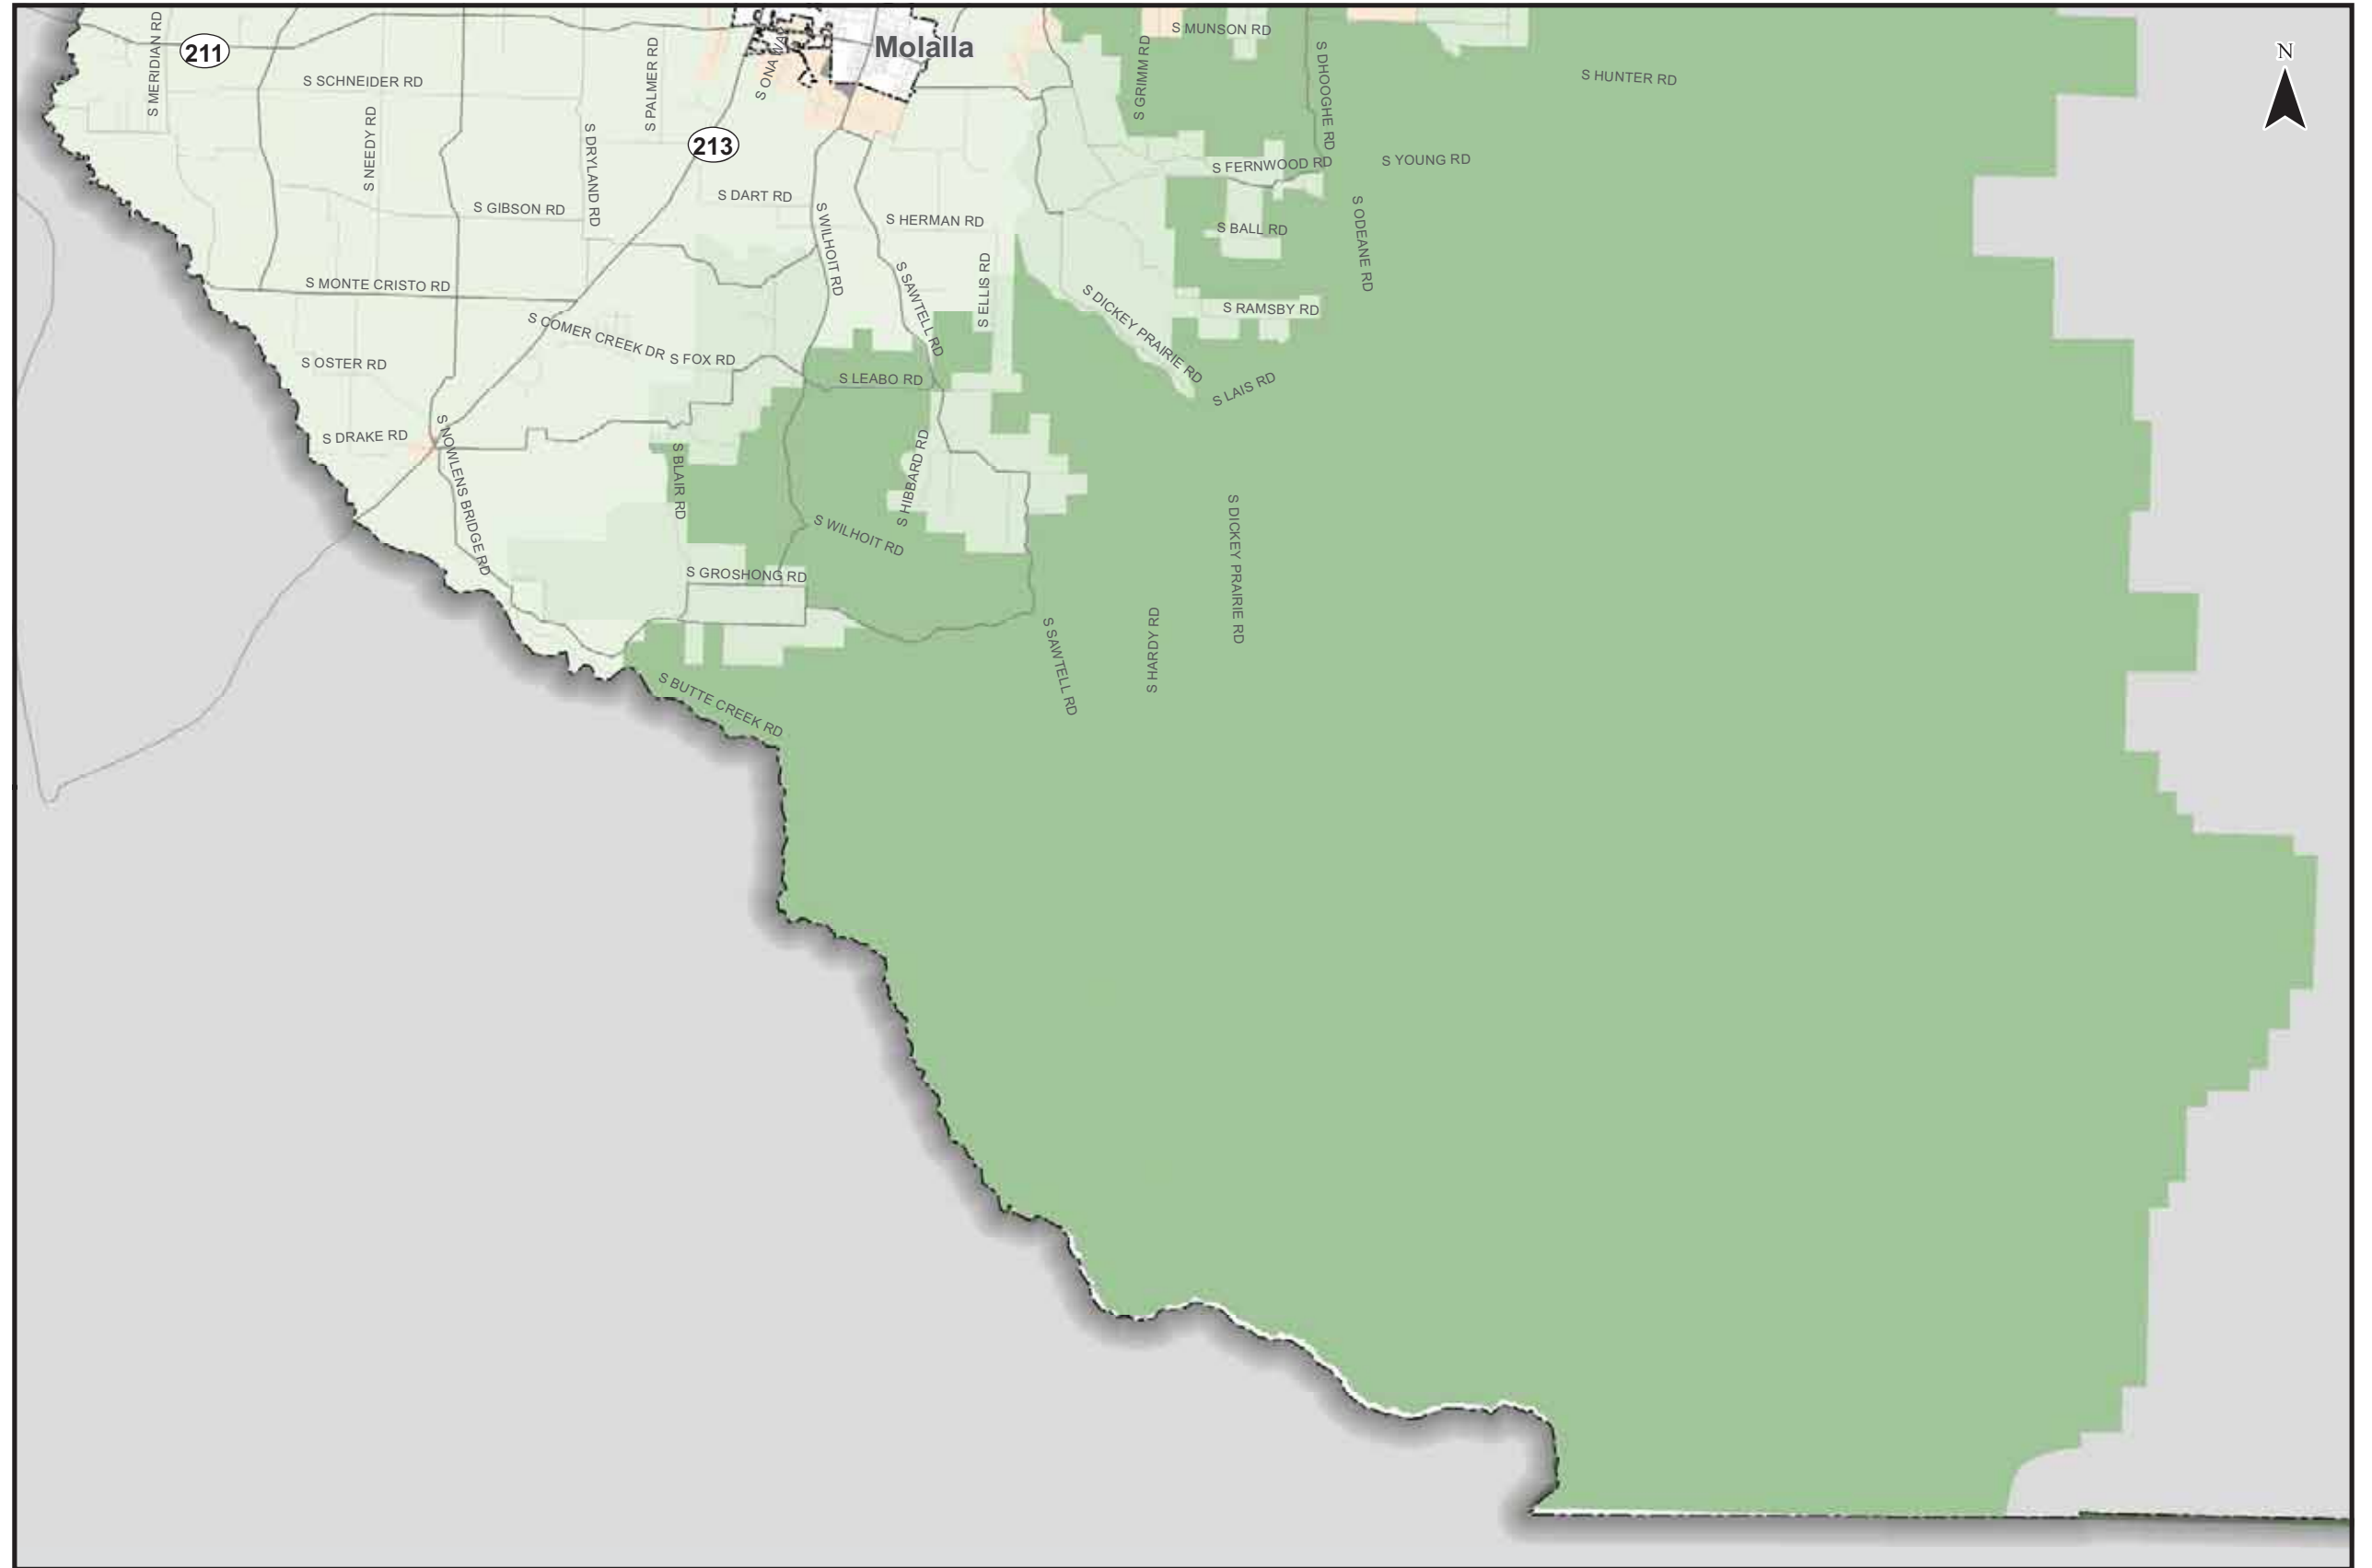 S MERIDIAN RD
211
S SCHNEIDER RD
S NEEDY RD
S PALMER RD
S DRYLAND RD
213
Molalla
S MUNSON RD
S GRIMM RD
S DHOOGHE RD
S HUNTER RD
N
S FERNWOOD RD
S YOUNG RD
S GIBSON RD
S DART RD
S WILHOIT RD
S HERMAN RD
S BALL RD
S ODEANE RD
S MONTE CRISTO RD
S SAWTELL RD
S ELLIS RD
S DICKEY PRAIRIE RD
S RAMSBY RD
S COMER CREEK DR
S FOX RD
S OSTER RD
S LEABO RD
S LAIS RD
S DRAKE RD
S NOWLENS BRIDGE RD
S BLAIR RD
S HIBBARD RD
S WILHOIT RD
S DICKEY PRAIRIE RD
S GROSHONG RD
S SAWTELL RD
S HARDY RD
S BUTTE CREEK RD